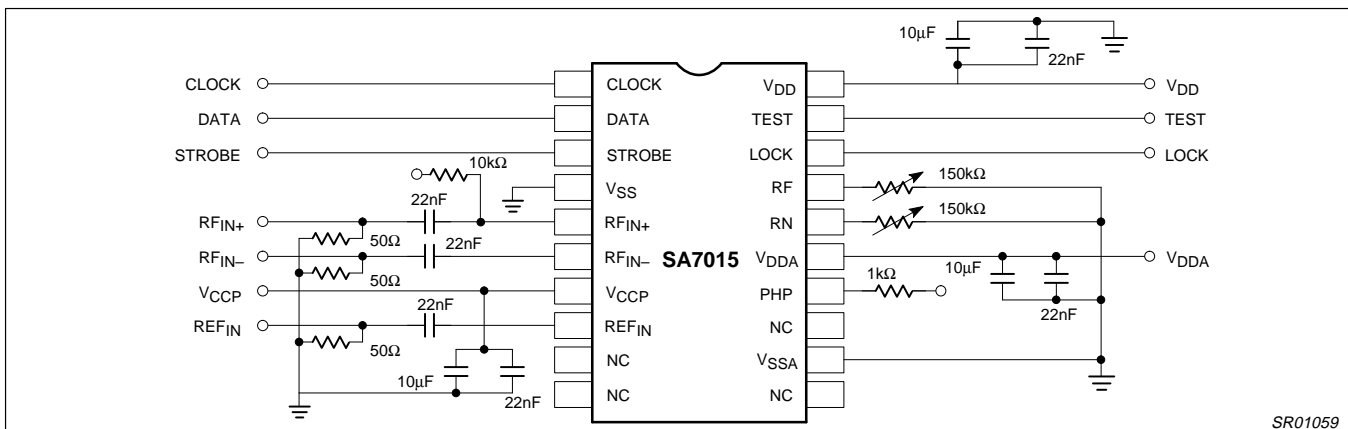 10μF
22nF
CLOCK CLOCK VDD VDD
DATA DATA TEST TEST
STROBE STROBE LOCK LOCK
10kΩ
VSS RF 150kΩ
22nF
RFIN+ RFIN+ RN 150kΩ
50Ω 22nF
RFIN– RFIN– SA7015 VDDA VDDA
50Ω 1kΩ 10μF
VCCP VCCP PHP
22nF 22nF
REFIN REFIN NC
50Ω
NC VSSA
10μF 22nF
NC NC
SR01059